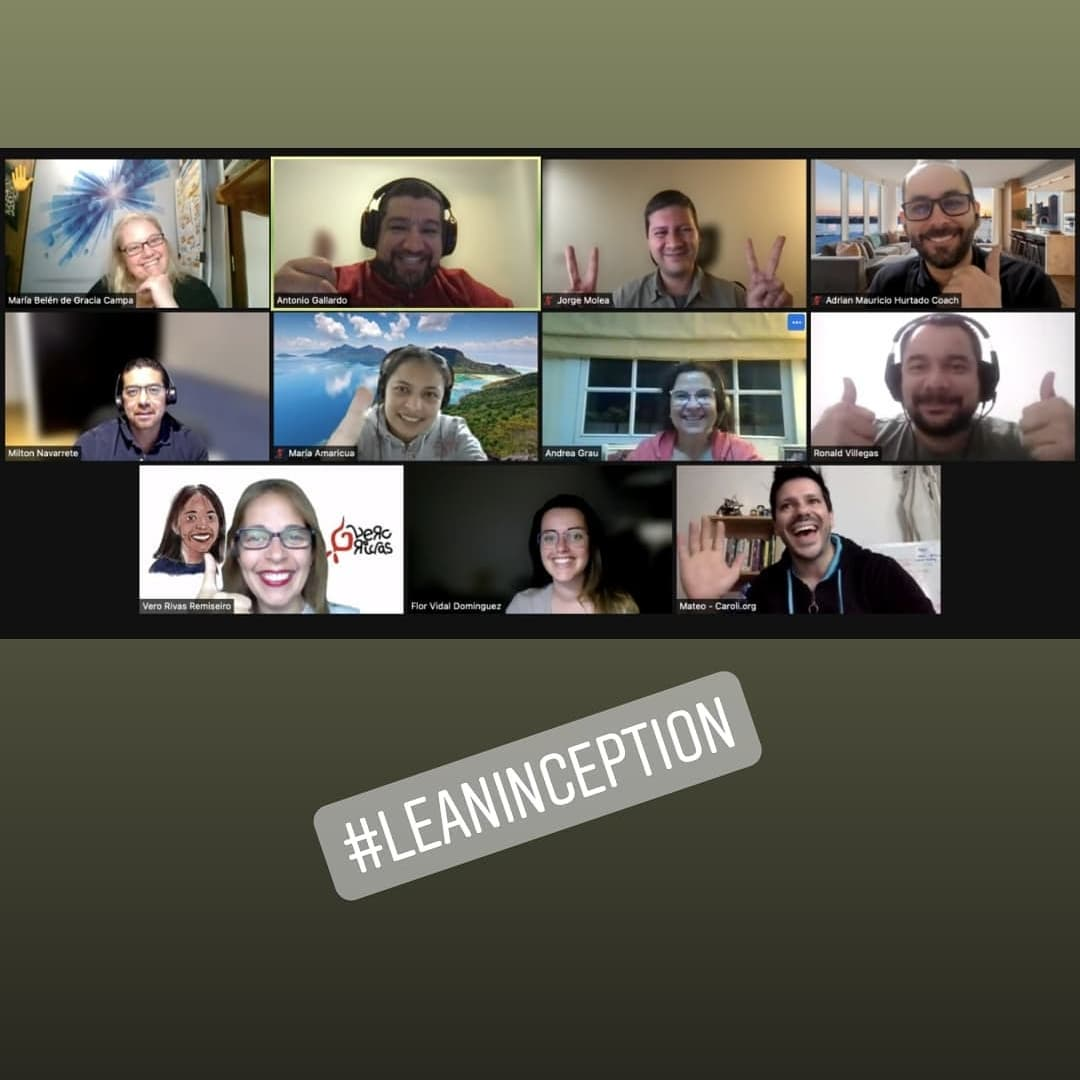 María Belén de Gracia Campa
Antonio Gallardo
Jorge Molea
Adrian Mauricio Hurtado Coach
Milton Navarrete
María Amaricua
Andrea Grau
Ronald Villegas
VERO
RIVAS
Vero Rivas Remiseiro
Flor Vidal Domínguez
Mateo - Caroli.org
#LEANINCEPTION